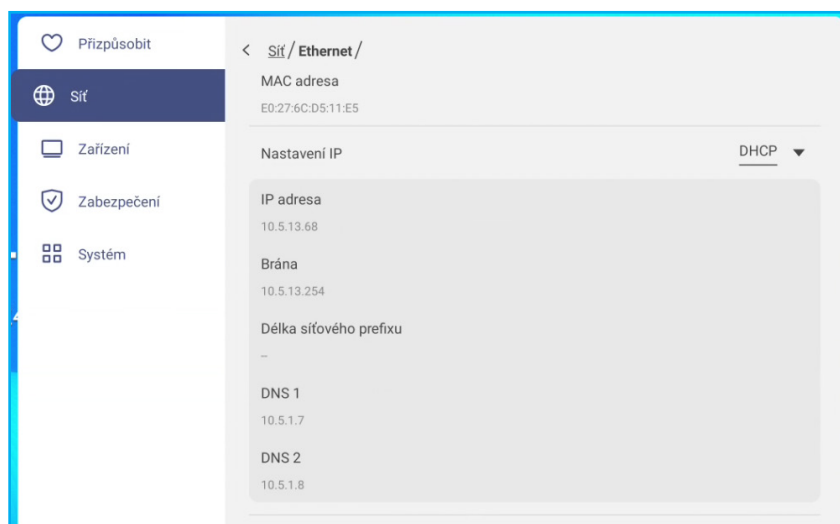 Přizpůsobit
Síť
Zařízení
Zabezpečení
Systém
< Síť / Ethernet /
MAC adresa
E0:27:6C:D5:11:E5
Nastavení IP DHCP
IP adresa
10.5.13.68
Brána
10.5.13.254
Délka síťového prefixu
–
DNS 1
10.5.1.7
DNS 2
10.5.1.8